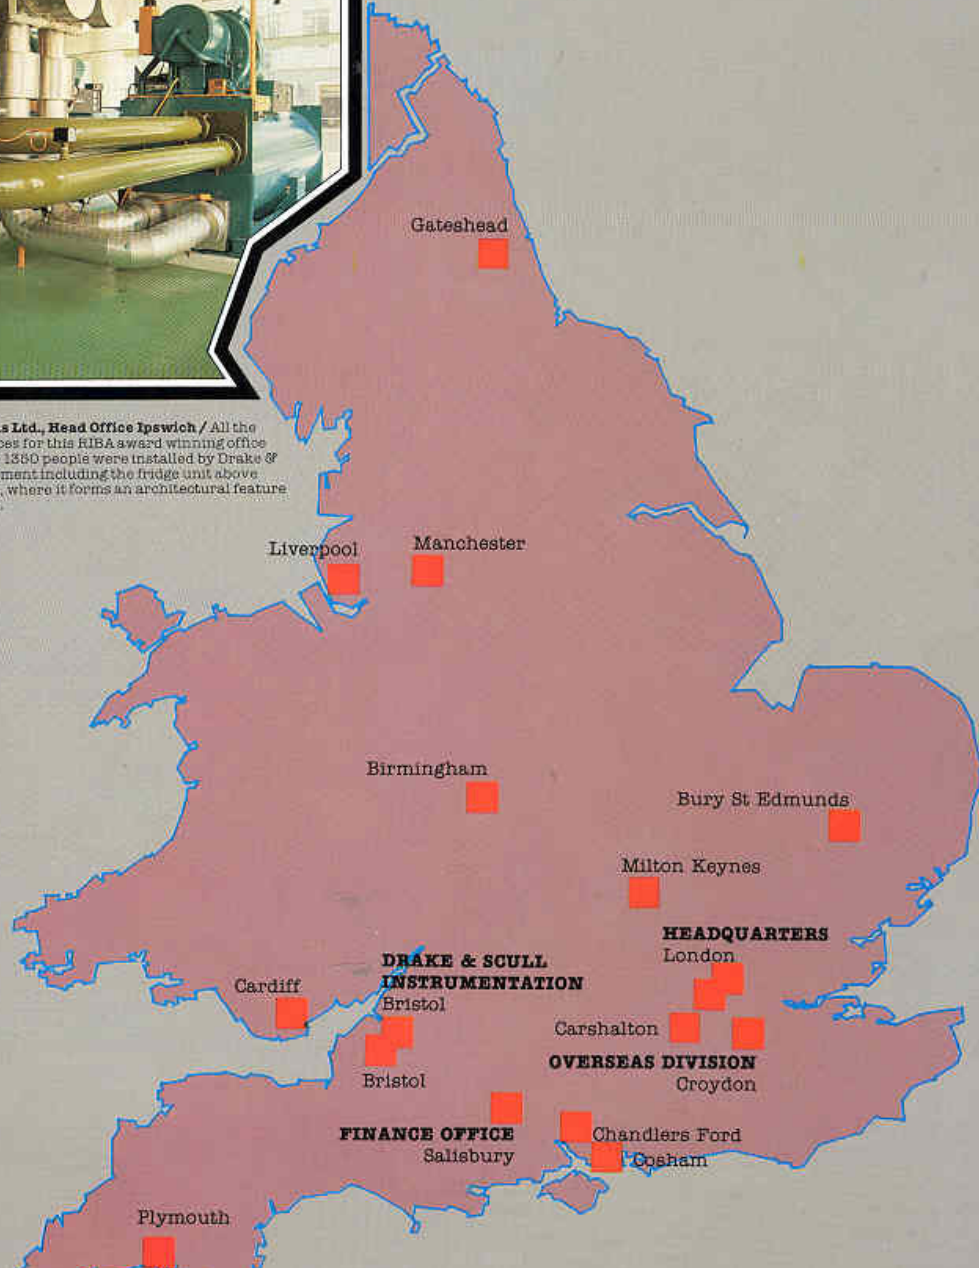 Gateshead
s Ltd., Head Office Ipswich / All the
ces for this RIBA award winning office
1350 people were installed by Drake &
ment including the fridge unit above
, where it forms an architectural feature
.
Liverpool
Manchester
Birmingham
Bury St Edmunds
Milton Keynes
HEADQUARTERS
London
DRAKE & SCULL
INSTRUMENTATION
Bristol
Cardiff
Carshalton
OVERSEAS DIVISION
Croydon
Bristol
FINANCE OFFICE
Salisbury
Chandlers Ford
Cosham
Plymouth